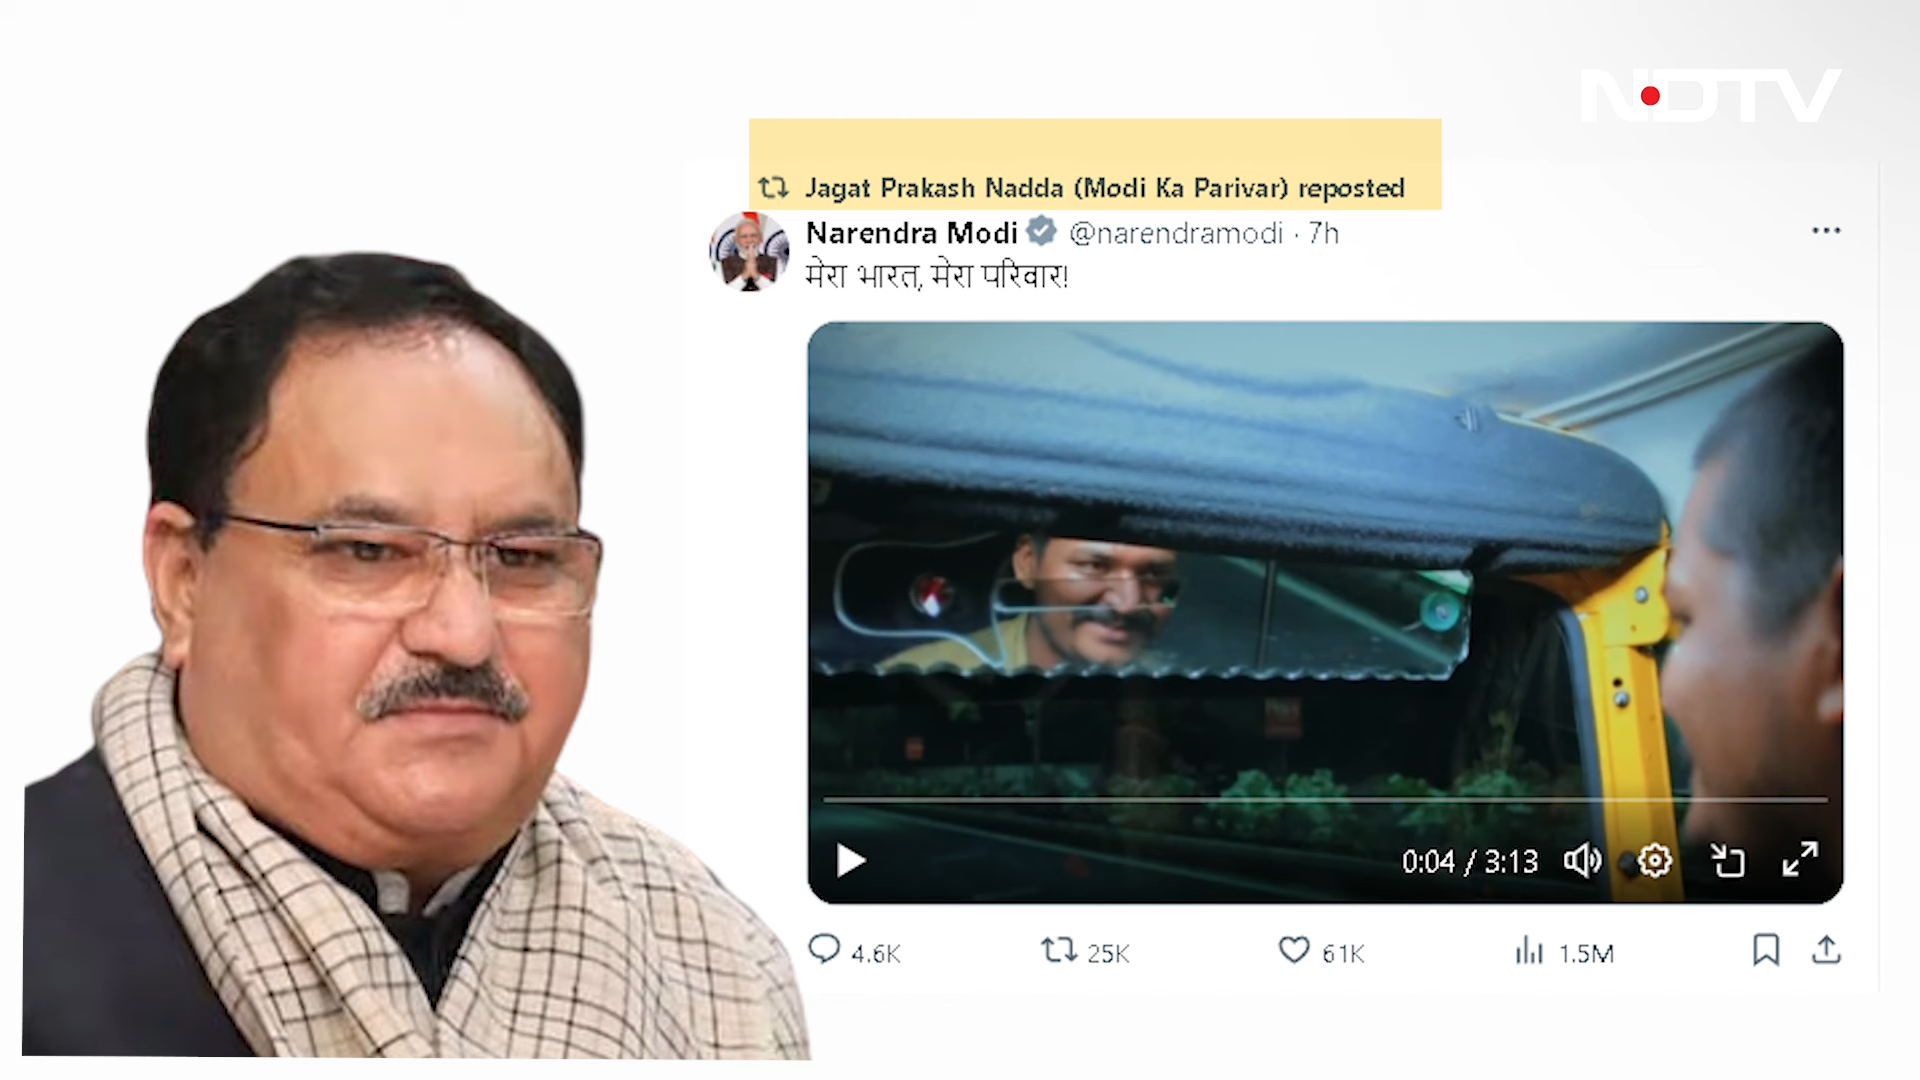 NDTV
Jagat Prakash Nadda (Modi Ka Parivar) reposted
Narendra Modi @narendramodi · 7h
मेरा भारत, मेरा परिवार!
0:04 / 3:13
4.6K 25K 61K 1.5M